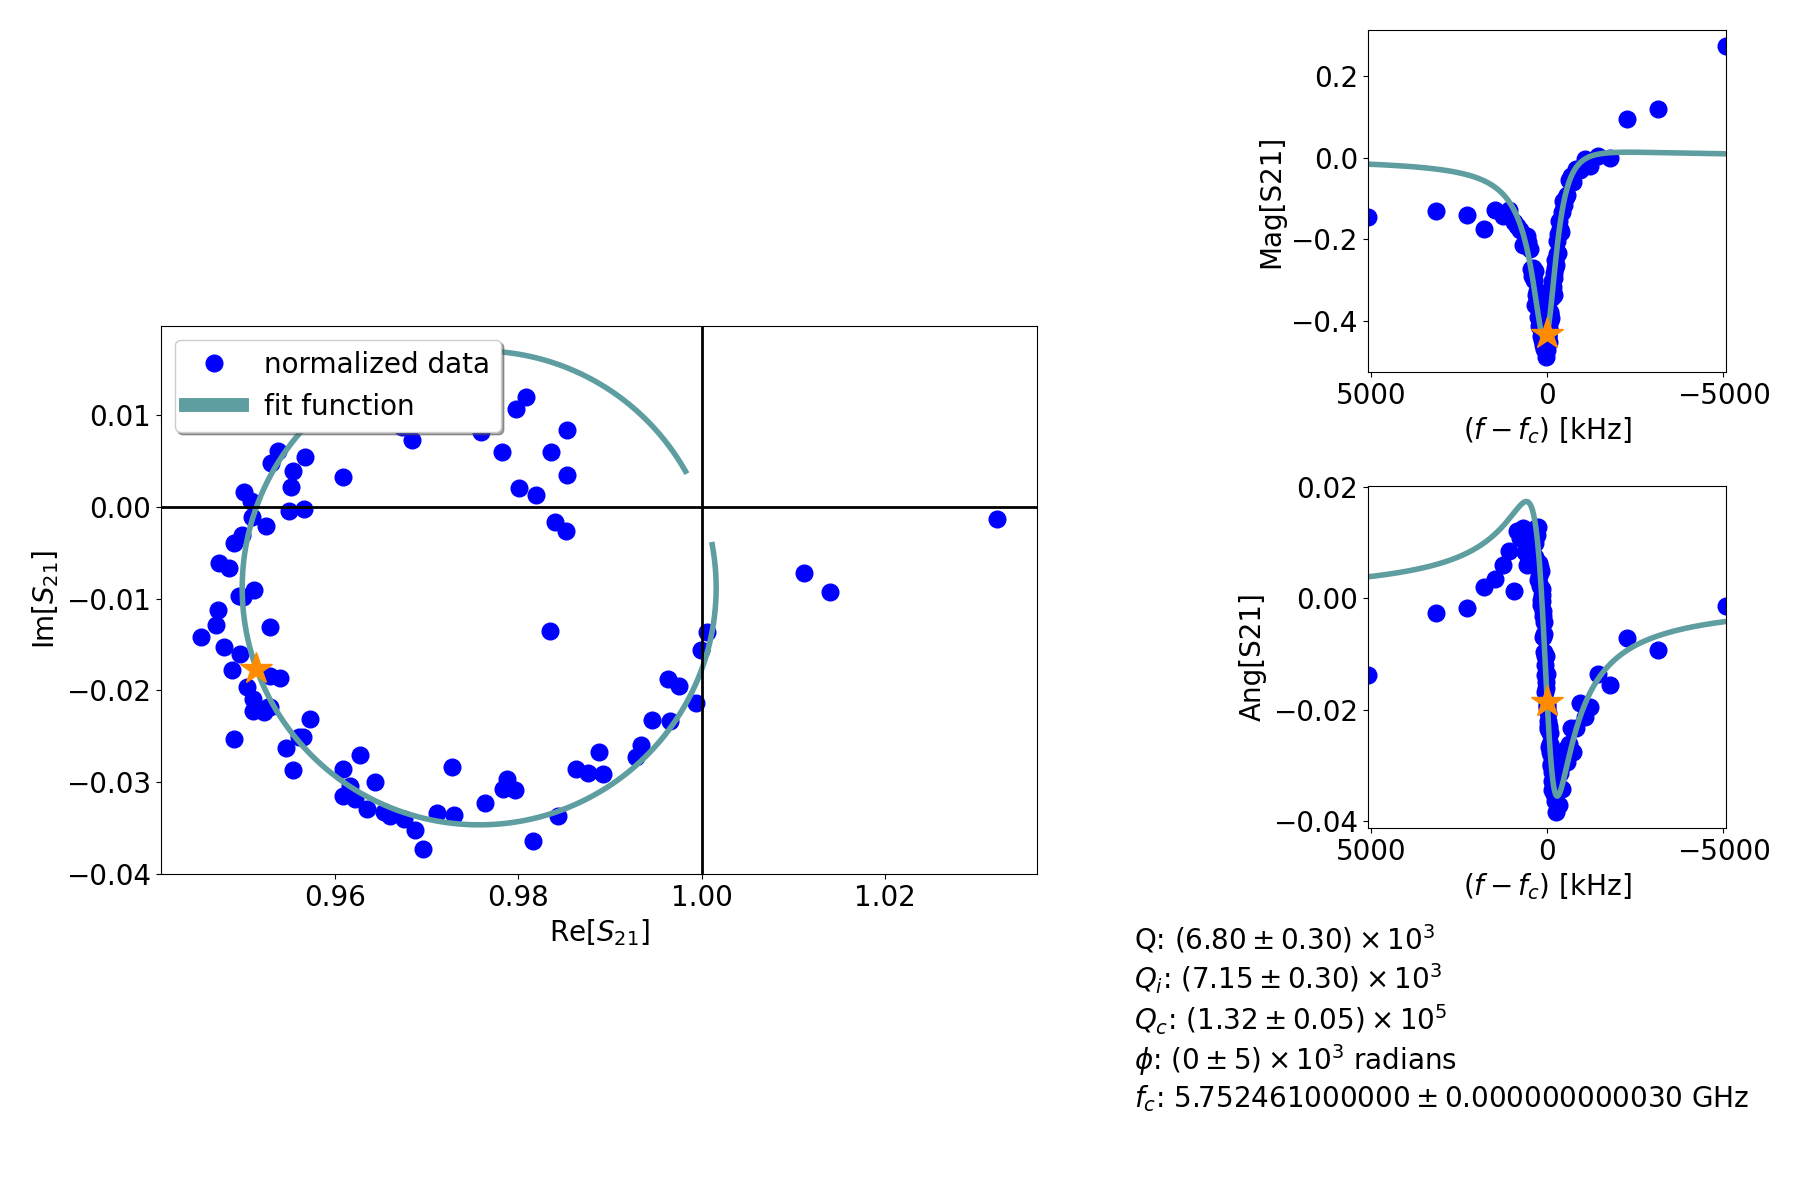 normalized data
fit function
0.01
0.00
−0.01
−0.02
−0.03
−0.04
Im[S21]
0.96
0.98
1.00
1.02
Re[S21]
0.2
0.0
−0.2
−0.4
Mag[S21]
5000
0
−5000
(f − fc) [kHz]
0.02
0.00
−0.02
−0.04
Ang[S21]
5000
0
−5000
(f − fc) [kHz]
Q: (6.80 ± 0.30) × 10³
Qi: (7.15 ± 0.30) × 10³
Qc: (1.32 ± 0.05) × 10⁵
ϕ: (0 ± 5) × 10³ radians
fc: 5.752461000000 ± 0.000000000030 GHz